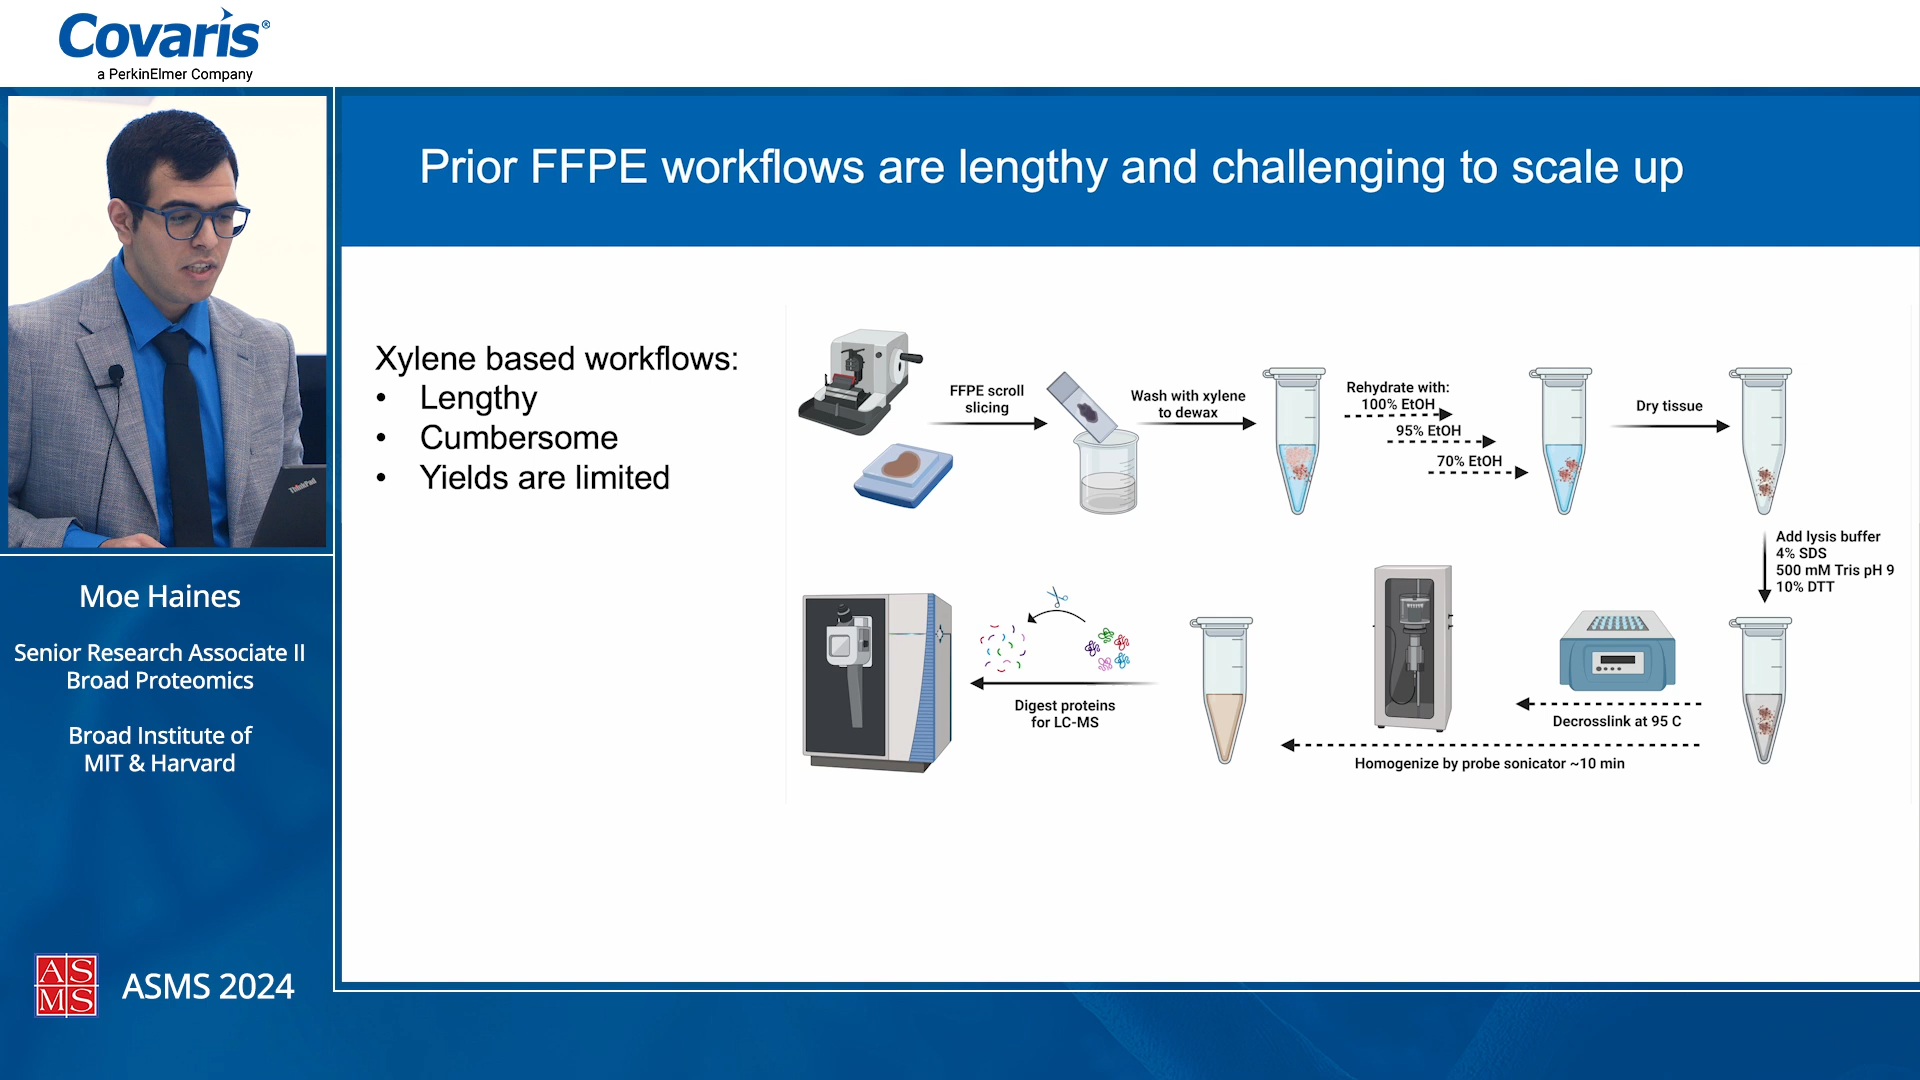 Covaris®
a PerkinElmer Company
Prior FFPE workflows are lengthy and challenging to scale up
Xylene based workflows:
• Lengthy
• Cumbersome
• Yields are limited
FFPE scroll
slicing
Wash with xylene
to dewax
Rehydrate with:
100% EtOH
95% EtOH
70% EtOH
Dry tissue
Add lysis buffer
4% SDS
500 mM Tris pH 9
10% DTT
Decrosslink at 95 C
Homogenize by probe sonicator ~10 min
Digest proteins
for LC-MS
ThinkPad
Moe Haines
Senior Research Associate II
Broad Proteomics
Broad Institute of
MIT & Harvard
AS
MS
ASMS 2024